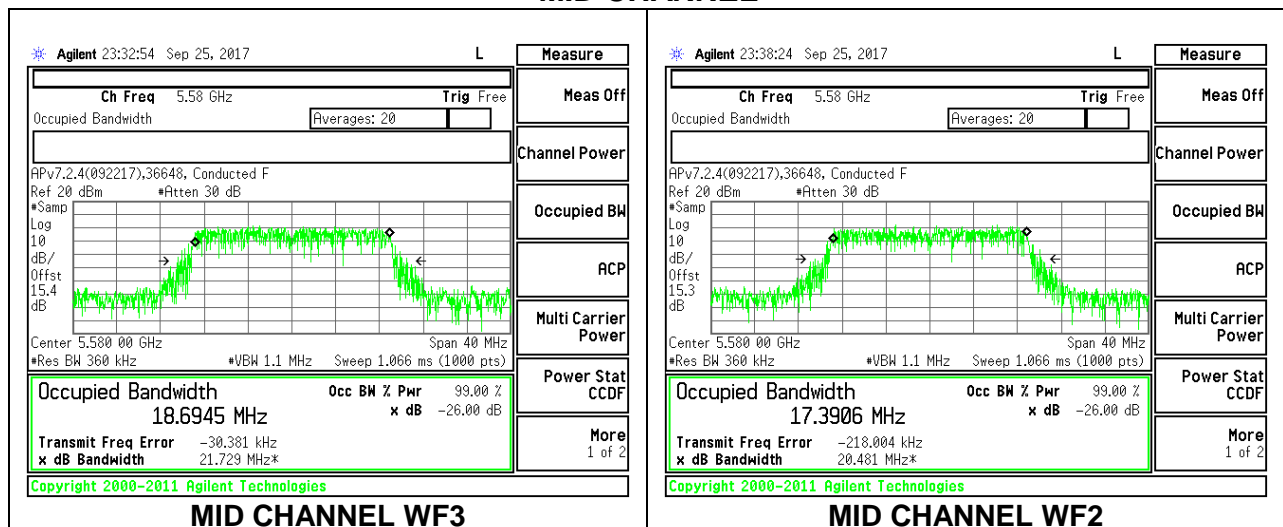 Agilent 23:32:54 Sep 25, 2017 L
Measure
Ch Freq 5.58 GHz Trig Free
Occupied Bandwidth Averages: 20
APv7.2.4(092217),36648, Conducted F
Ref 20 dBm #Atten 30 dB
#Samp
Log
10
dB/
Offst
15.4
dB
Center 5.580 00 GHz Span 40 MHz
#Res BW 360 kHz #VBW 1.1 MHz Sweep 1.066 ms (1000 pts)
Occupied Bandwidth Occ BW % Pwr 99.00 %
18.6945 MHz x dB -26.00 dB
Transmit Freq Error -30.381 kHz
x dB Bandwidth 21.729 MHz*
Copyright 2000-2011 Agilent Technologies
Meas Off
Channel Power
Occupied BW
ACP
Multi Carrier
Power
Power Stat
CCDF
More
1 of 2
MID CHANNEL WF3
Agilent 23:38:24 Sep 25, 2017 L
Measure
Ch Freq 5.58 GHz Trig Free
Occupied Bandwidth Averages: 20
APv7.2.4(092217),36648, Conducted F
Ref 20 dBm #Atten 30 dB
#Samp
Log
10
dB/
Offst
15.3
dB
Center 5.580 00 GHz Span 40 MHz
#Res BW 360 kHz #VBW 1.1 MHz Sweep 1.066 ms (1000 pts)
Occupied Bandwidth Occ BW % Pwr 99.00 %
17.3906 MHz x dB -26.00 dB
Transmit Freq Error -218.004 kHz
x dB Bandwidth 20.481 MHz*
Copyright 2000-2011 Agilent Technologies
Meas Off
Channel Power
Occupied BW
ACP
Multi Carrier
Power
Power Stat
CCDF
More
1 of 2
MID CHANNEL WF2